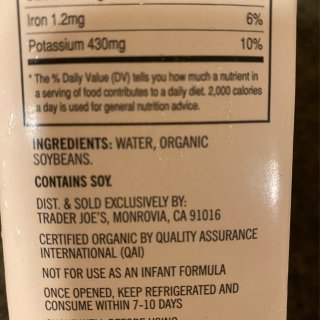 Iron 1.2mg 6%
Potassium 430mg 10%
* The % Daily Value (DV) tells you how much a nutrient in
a serving of food contributes to a daily diet. 2,000 calories
a day is used for general nutrition advice.
INGREDIENTS: WATER, ORGANIC
SOYBEANS.
CONTAINS SOY.
DIST. & SOLD EXCLUSIVELY BY:
TRADER JOE'S, MONROVIA, CA 91016
CERTIFIED ORGANIC BY QUALITY ASSURANCE
INTERNATIONAL (QAI)
NOT FOR USE AS AN INFANT FORMULA
ONCE OPENED, KEEP REFRIGERATED AND
CONSUME WITHIN 7-10 DAYS